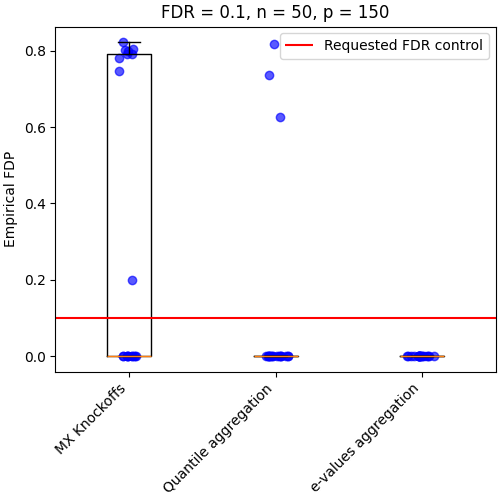 FDR = 0.1, n = 50, p = 150
Requested FDR control
Empirical FDP
0.8
0.6
0.4
0.2
0.0
MX Knockoffs
Quantile aggregation
e-values aggregation